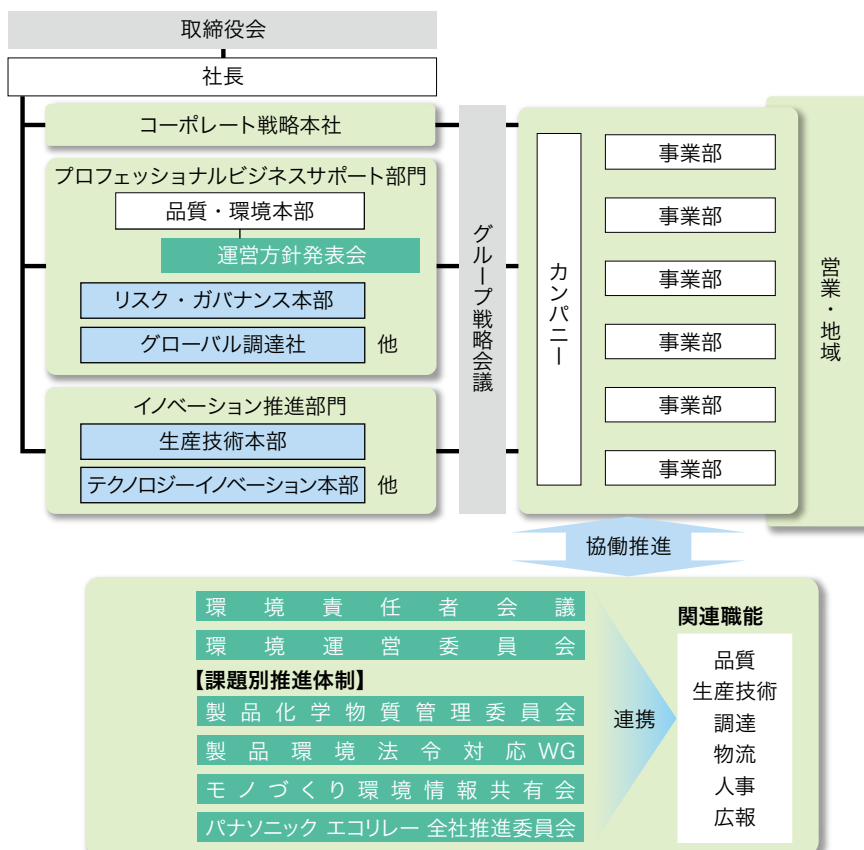 取締役会
社長
コーポレート戦略本社
プロフェッショナルビジネスサポート部門
品質・環境本部
運営方針発表会
リスク・ガバナンス本部
グローバル調達社 他
イノベーション推進部門
生産技術本部
テクノロジーイノベーション本部 他
グループ戦略会議
カンパニー
事業部
事業部
事業部
事業部
事業部
事業部
営業・地域
協働推進
環境責任者会議
環境運営委員会
【課題別推進体制】
製品化学物質管理委員会
製品環境法令対応WG
モノづくり環境情報共有会
パナソニック エコリレー 全社推進委員会
連携
関連職能
品質
生産技術
調達
物流
人事
広報